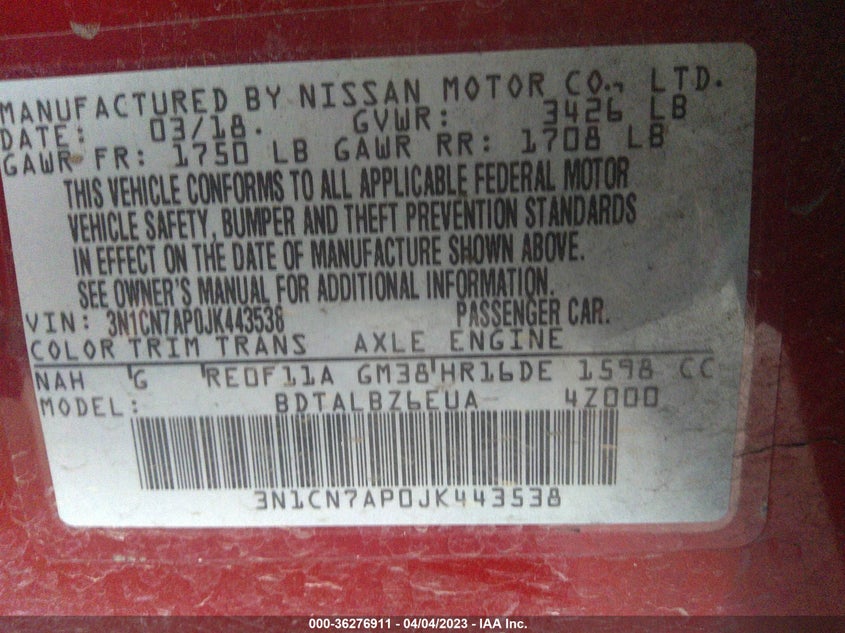 MANUFACTURED BY NISSAN MOTOR CO., LTD.
DATE: 03/18. GVWR: 3426 LB
GAWR FR: 1750 LB GAWR RR: 1708 LB
THIS VEHICLE CONFORMS TO ALL APPLICABLE FEDERAL MOTOR
VEHICLE SAFETY, BUMPER AND THEFT PREVENTION STANDARDS
IN EFFECT ON THE DATE OF MANUFACTURE SHOWN ABOVE.
SEE OWNER'S MANUAL FOR ADDITIONAL INFORMATION.
VIN: 3N1CN7AP0JK443538 PASSENGER CAR.
COLOR TRIM TRANS AXLE ENGINE
NAH G RE0F11A GM38 HR16DE 1598 CC
MODEL: BDTALBZ6EUA 4Z000
3N1CN7AP0JK443538
000-36276911 - 04/04/2023 - IAA Inc.